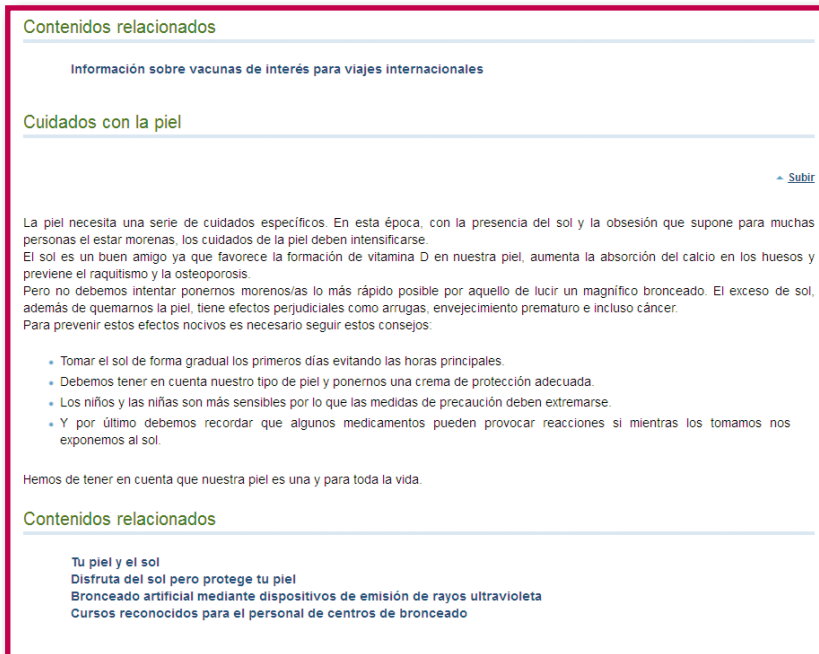 Contenidos relacionados
Información sobre vacunas de interés para viajes internacionales
Cuidados con la piel
Subir
La piel necesita una serie de cuidados específicos. En esta época, con la presencia del sol y la obsesión que supone para muchas
personas el estar morenas, los cuidados de la piel deben intensificarse.
El sol es un buen amigo ya que favorece la formación de vitamina D en nuestra piel, aumenta la absorción del calcio en los huesos y
previene el raquitismo y la osteoporosis.
Pero no debemos intentar ponernos morenos/as lo más rápido posible por aquello de lucir un magnífico bronceado. El exceso de sol,
además de quemarnos la piel, tiene efectos perjudiciales como arrugas, envejecimiento prematuro e incluso cáncer.
Para prevenir estos efectos nocivos es necesario seguir estos consejos:
Tomar el sol de forma gradual los primeros días evitando las horas principales.
Debemos tener en cuenta nuestro tipo de piel y ponernos una crema de protección adecuada.
Los niños y las niñas son más sensibles por lo que las medidas de precaución deben extremarse.
Y por último debemos recordar que algunos medicamentos pueden provocar reacciones si mientras los tomamos nos
exponemos al sol.
Hemos de tener en cuenta que nuestra piel es una y para toda la vida.
Contenidos relacionados
Tu piel y el sol
Disfruta del sol pero protege tu piel
Bronceado artificial mediante dispositivos de emisión de rayos ultravioleta
Cursos reconocidos para el personal de centros de bronceado